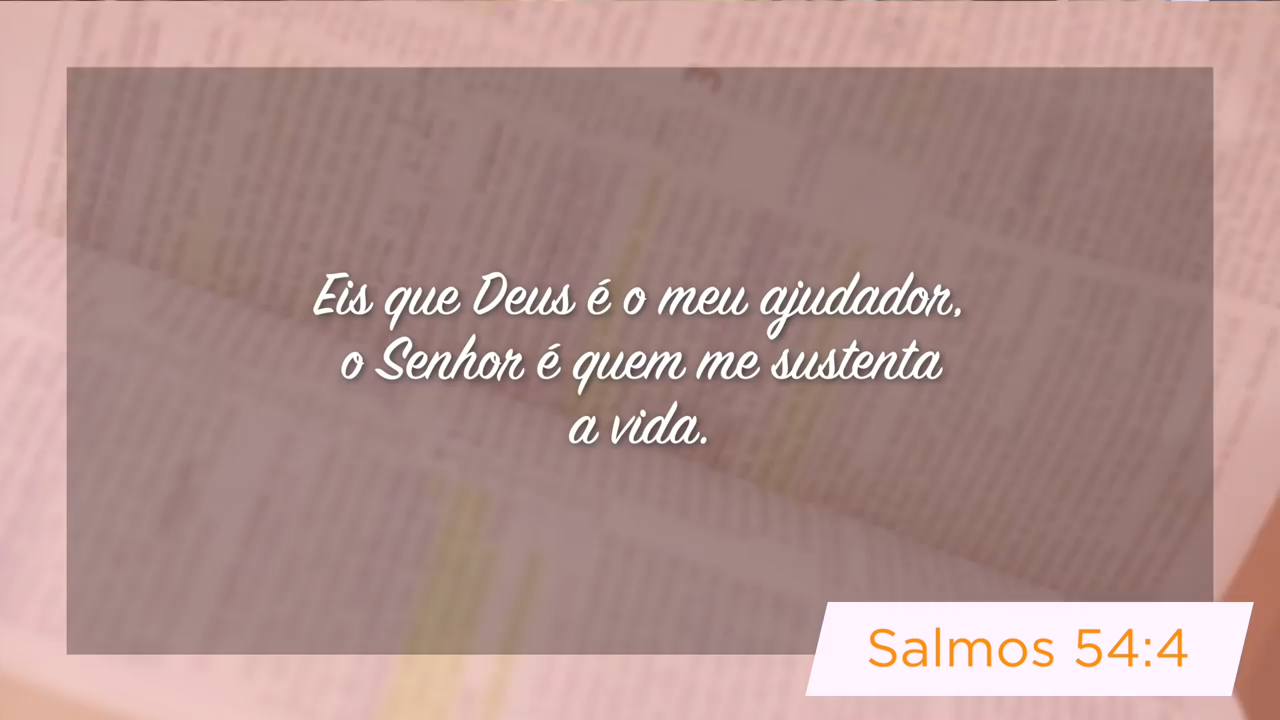 Eis que Deus é o meu ajudador,
o Senhor é quem me sustenta
a vida.
Salmos 54:4